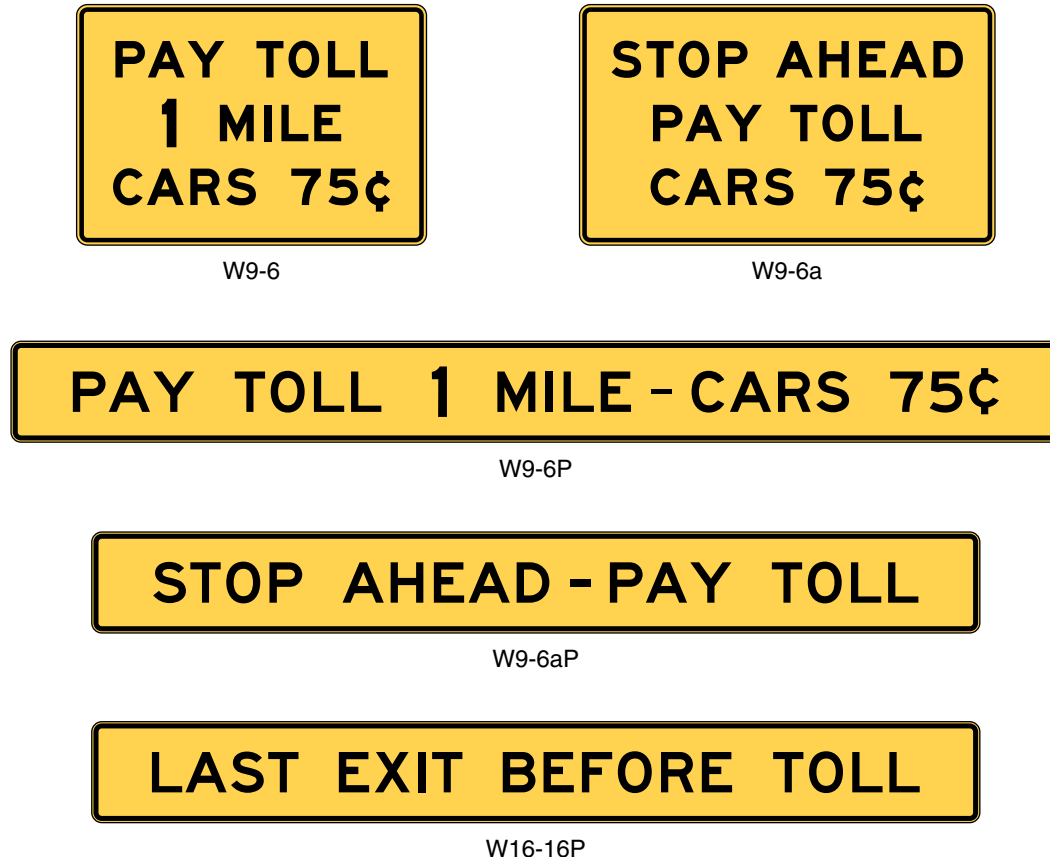 PAY TOLL
1 MILE
CARS 75¢
W9-6
STOP AHEAD
PAY TOLL
CARS 75¢
W9-6a
PAY TOLL 1 MILE - CARS 75¢
W9-6P
STOP AHEAD - PAY TOLL
W9-6aP
LAST EXIT BEFORE TOLL
W16-16P